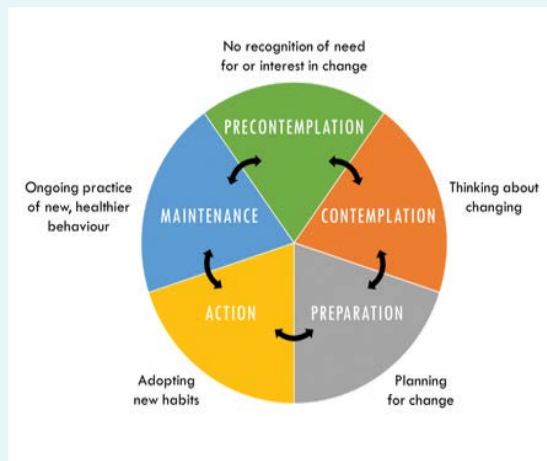 No recognition of need
for or interest in change
PRECONTEMPLATION
CONTEMPLATION
Thinking about
changing
PREPARATION
Planning
for change
ACTION
Adopting
new habits
MAINTENANCE
Ongoing practice
of new, healthier
behaviour